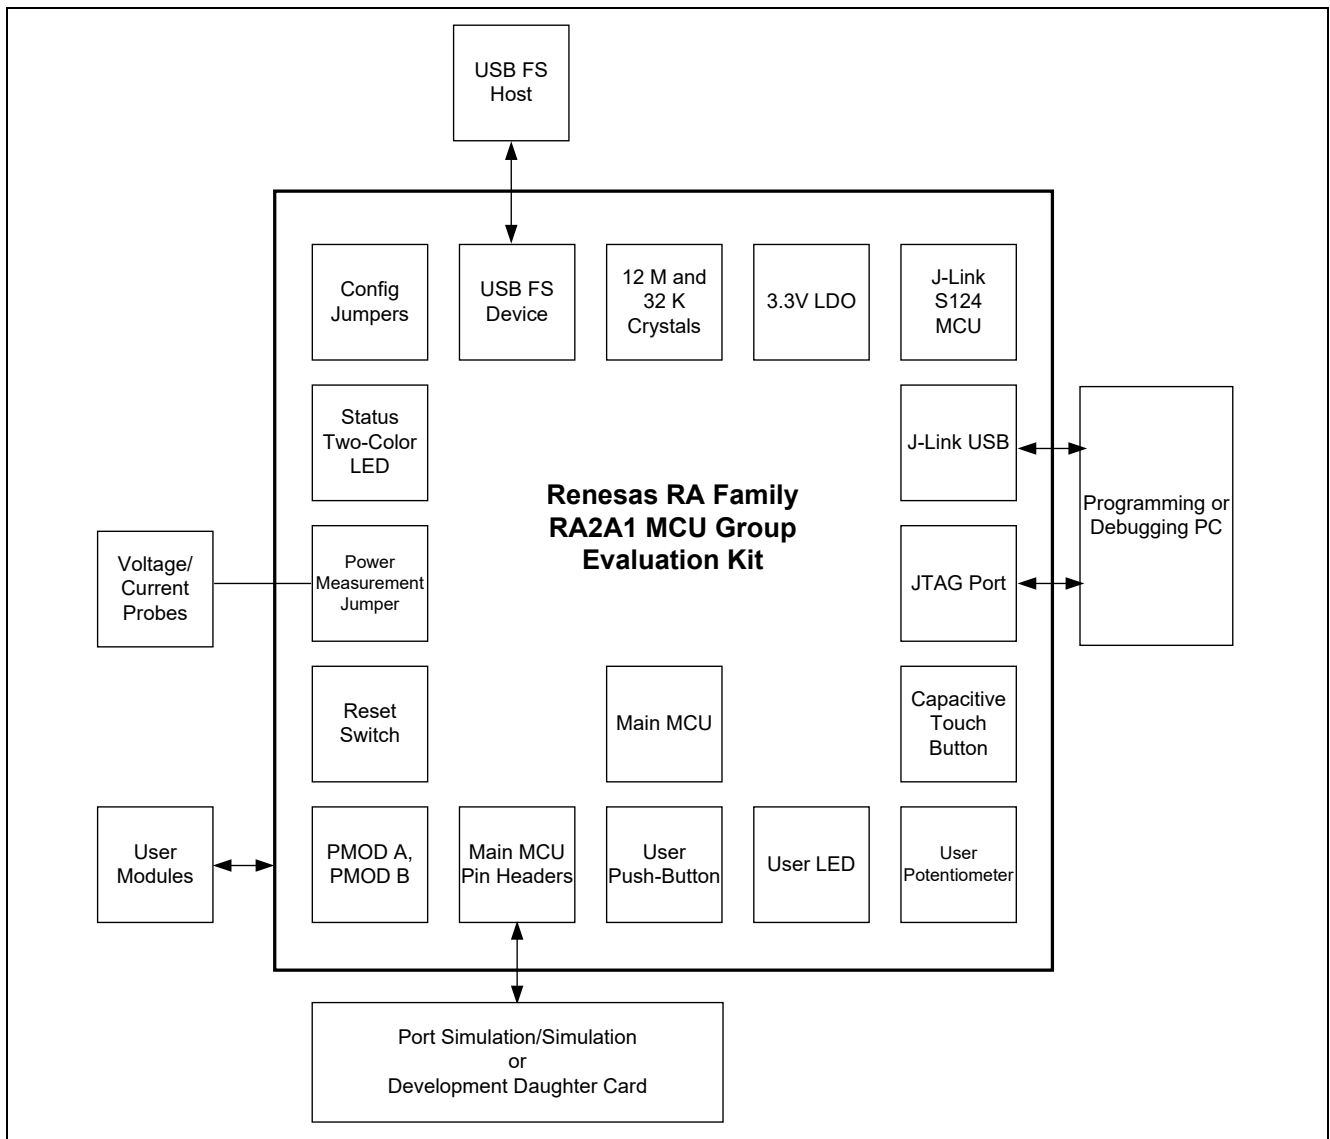 USB FS
Host
Config
Jumpers
USB FS
Device
12 M and
32 K
Crystals
3.3V LDO
J-Link
S124
MCU
Status
Two-Color
LED
J-Link USB
Renesas RA Family
RA2A1 MCU Group
Evaluation Kit
Programming or
Debugging PC
Voltage/
Current
Probes
Power
Measurement
Jumper
JTAG Port
Reset
Switch
Main MCU
Capacitive
Touch
Button
User
Modules
PMOD A,
PMOD B
Main MCU
Pin Headers
User
Push-Button
User LED
User
Potentiometer
Port Simulation/Simulation
or
Development Daughter Card